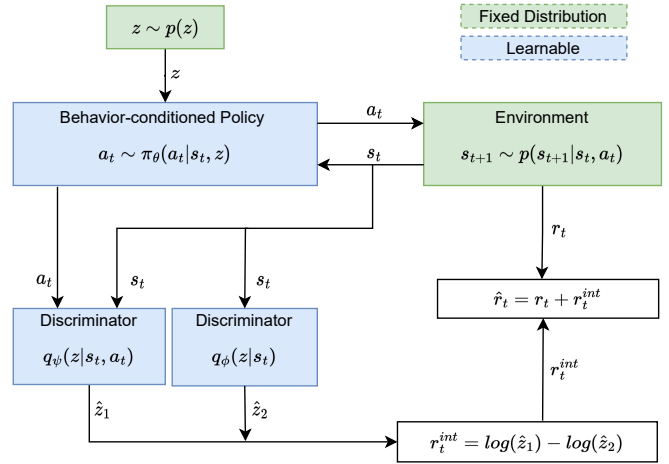 z ∼ p(z)
Fixed Distribution
Learnable
z
Behavior-conditioned Policy
a_t ∼ π_θ(a_t|s_t, z)
a_t
s_t
Environment
s_{t+1} ∼ p(s_{t+1}|s_t, a_t)
r_t
a_t
s_t
s_t
r̂_t = r_t + r_t^{int}
Discriminator
q_ψ(z|s_t, a_t)
Discriminator
q_ϕ(z|s_t)
r_t^{int}
ẑ_1
ẑ_2
r_t^{int} = log(ẑ_1) − log(ẑ_2)